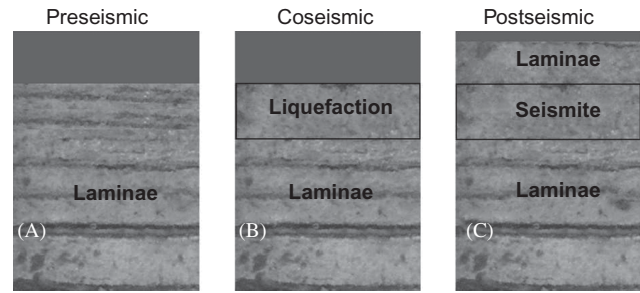 Preseismic
Coseismic
Postseismic
Laminae
Liquefaction
Seismite
Laminae
Laminae
Laminae
(A)
(B)
(C)